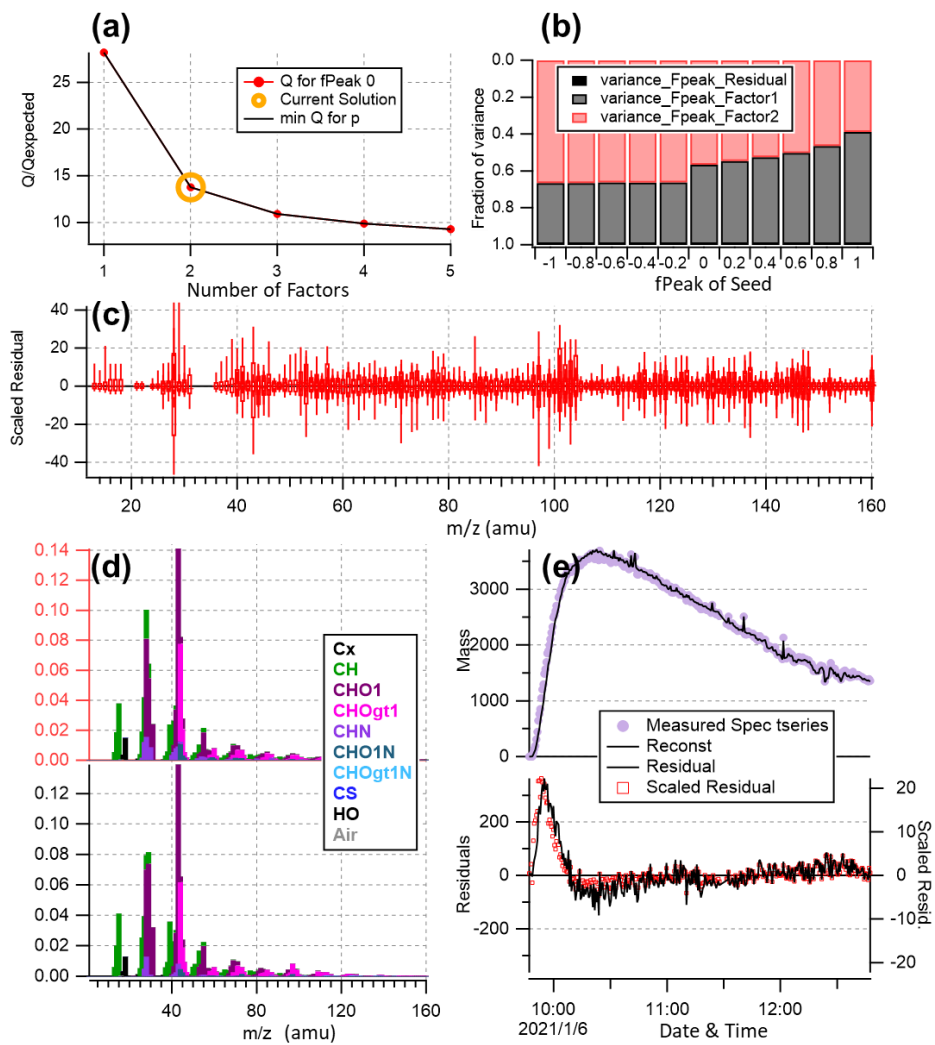 (a)
25
20
15
10
Q/Qexpected
Q for fPeak 0
Current Solution
min Q for p
1 2 3 4 5
Number of Factors
(b)
0.0
0.2
0.4
0.6
0.8
1.0
Fraction of variance
variance_Fpeak_Residual
variance_Fpeak_Factor1
variance_Fpeak_Factor2
-1 -0.8 -0.6 -0.4 -0.2 0 0.2 0.4 0.6 0.8 1
fPeak of Seed
(c)
40
20
0
-20
-40
Scaled Residual
20 40 60 80 100 120 140 160
m/z (amu)
(d)
0.14
0.12
0.10
0.08
0.06
0.04
0.02
0.00
0.12
0.10
0.08
0.06
0.04
0.02
0.00
Cx
CH
CHO1
CHOgt1
CHN
CHO1N
CHOgt1N
CS
HO
Air
40 80 120 160
m/z (amu)
(e)
3000
2000
1000
0
Mass
Measured Spec tseries
Reconst
Residual
Scaled Residual
200
0
-200
Residuals
20
10
0
-10
-20
Scaled Resid.
10:00 11:00 12:00
2021/1/6
Date & Time